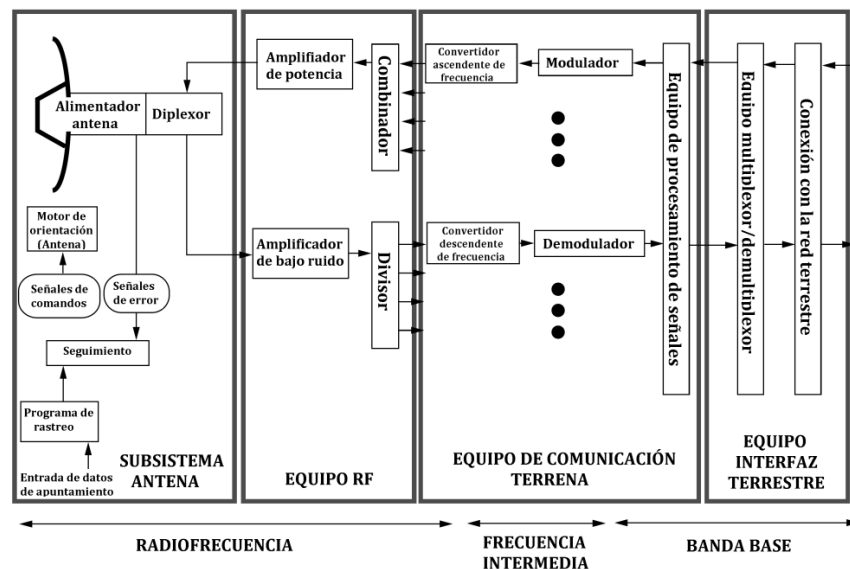 Alimentador
antena
Diplexor
Motor de
orientación
(Antena)
Señales de
comandos
Señales
de error
Seguimiento
Programa de
rastreo
Entrada de datos
de apuntamiento
SUBSISTEMA
ANTENA
Amplifiador
de potencia
Combinador
Amplificador
de bajo ruido
Divisor
EQUIPO RF
Convertidor
ascendente de
frecuencia
Modulador
Convertidor
descendente
de frecuencia
Demodulador
Equipo de procesamiento de señales
EQUIPO DE COMUNICACIÓN
TERRENA
Equipo multiplexor/demultiplexor
Conexión con la red terrestre
EQUIPO
INTERFAZ
TERRESTRE
RADIOFRECUENCIA
FRECUENCIA
INTERMEDIA
BANDA BASE